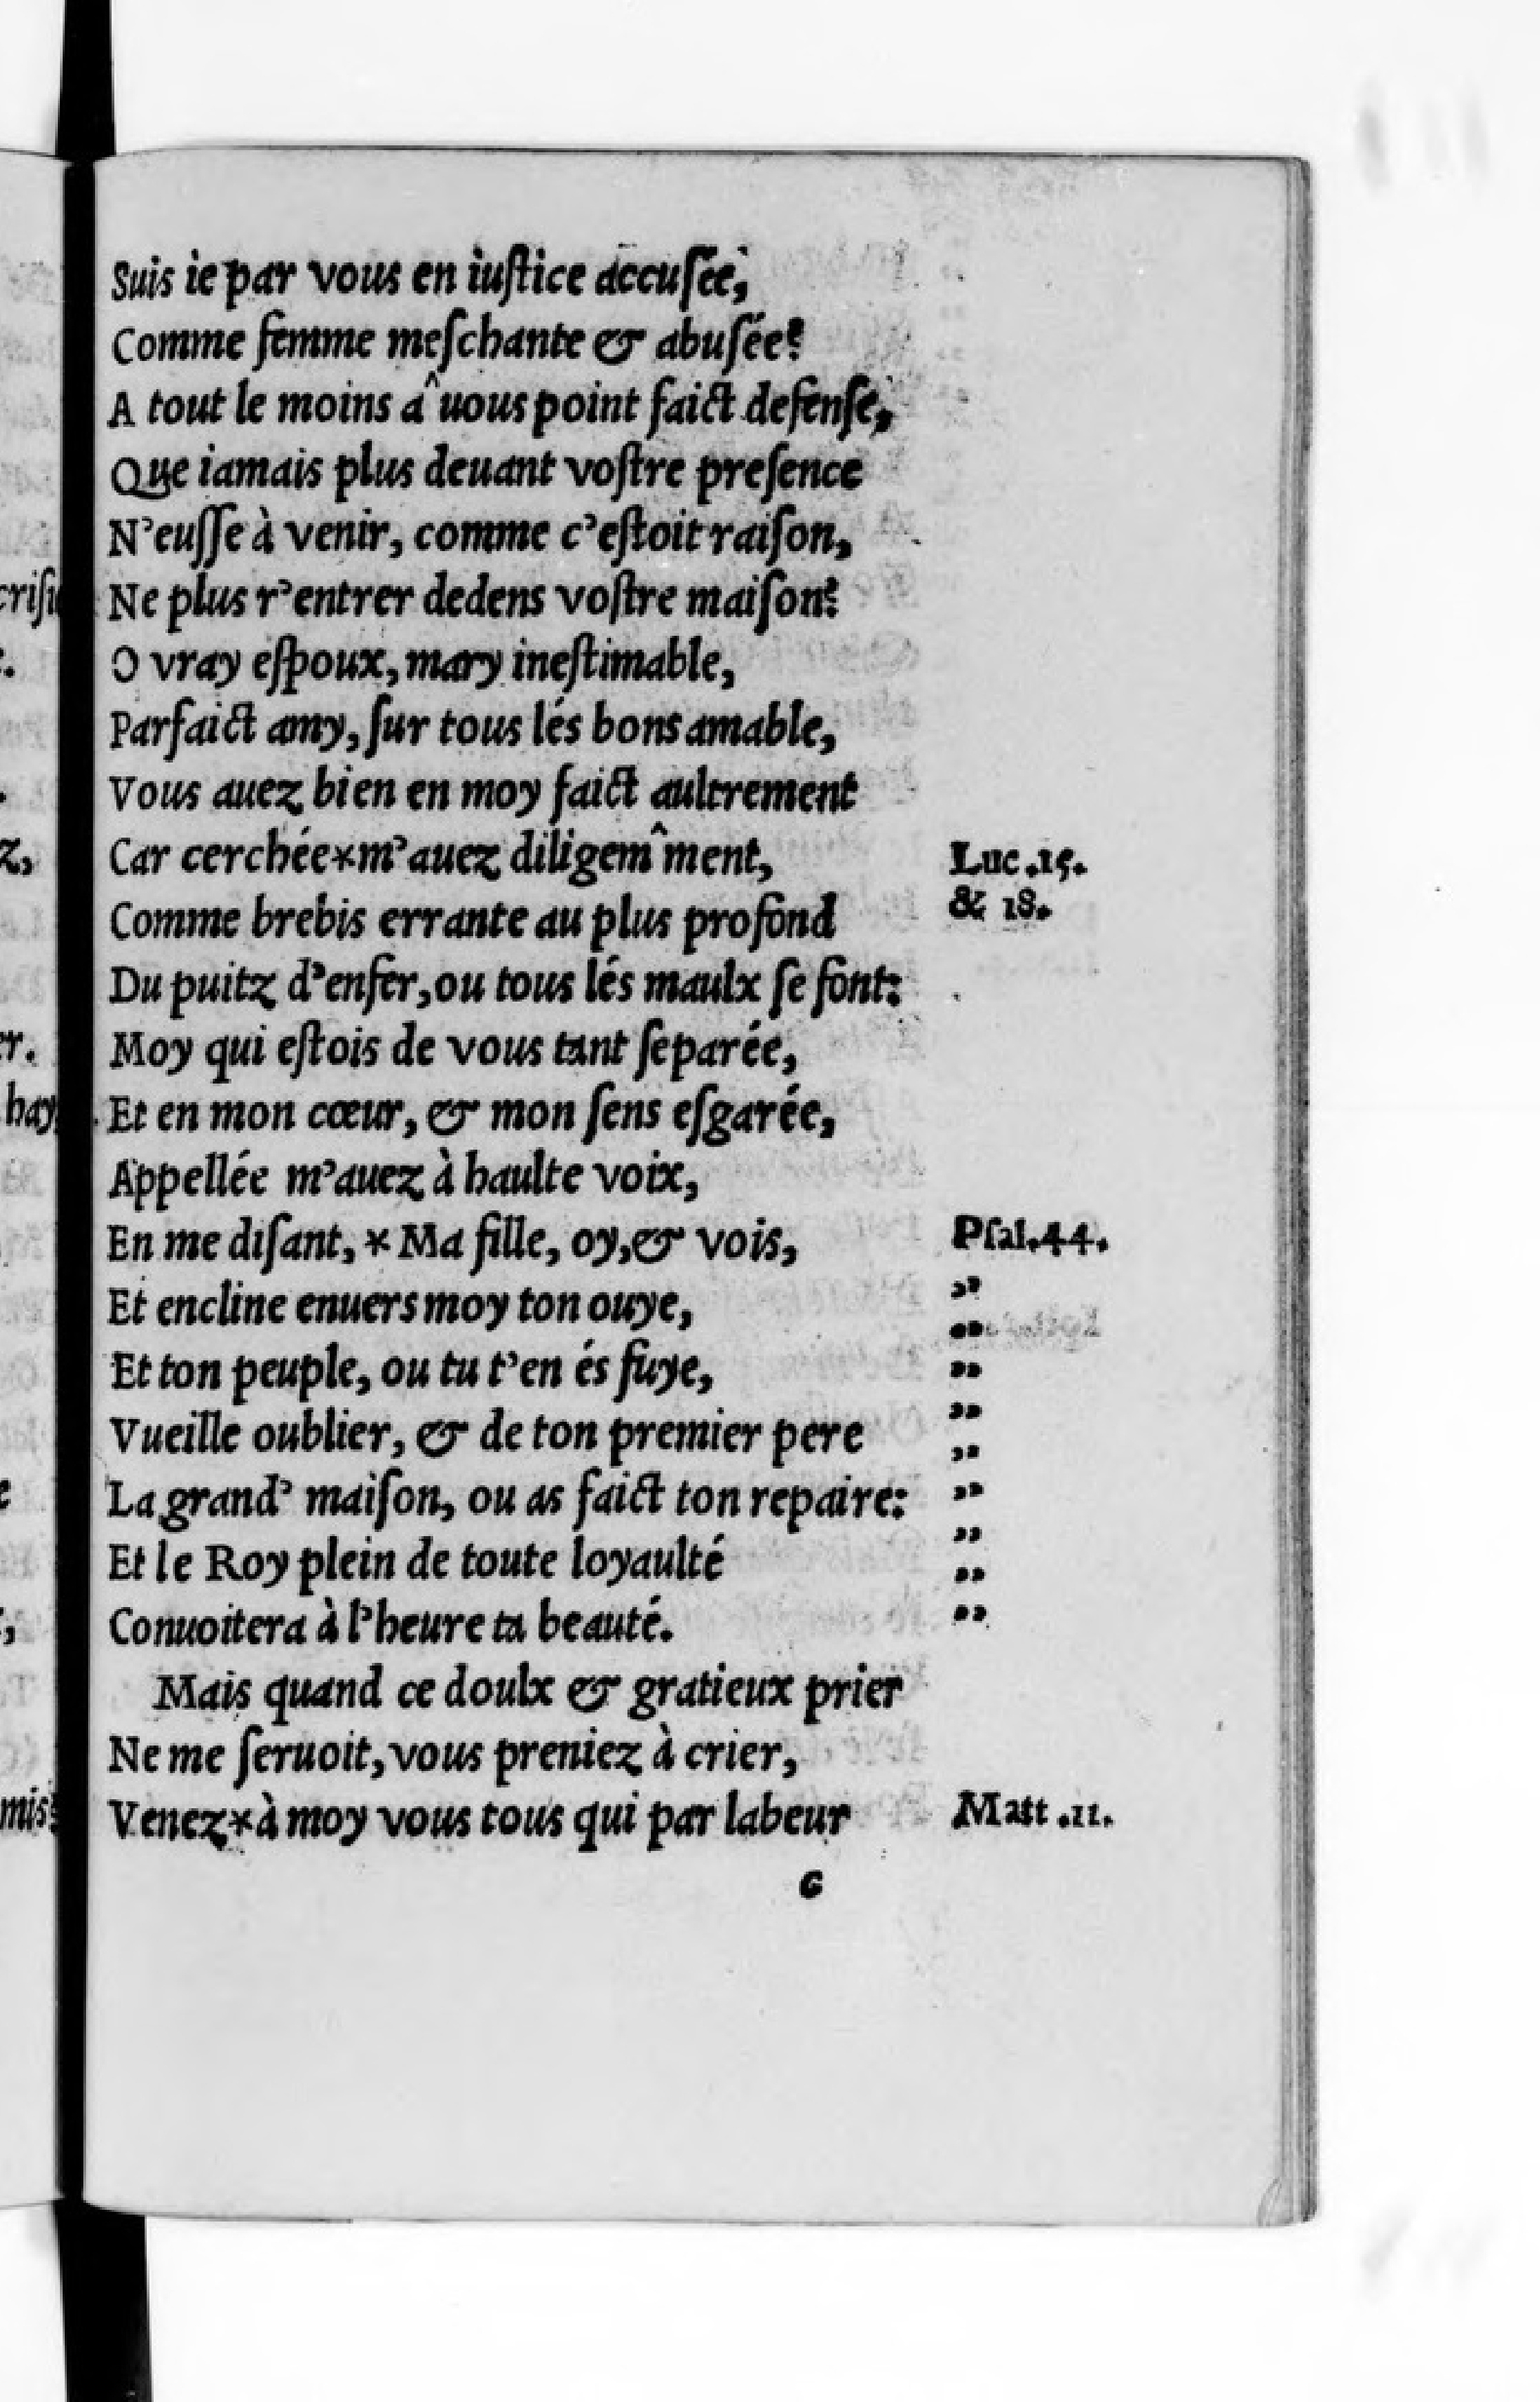 Suis ie par vous en iuſtice accuſée,
Comme femme meſchante & abuſée?
A tout le moins a^uous point faict defenſe,
Que iamais plus deuant voſtre preſence
N'euſſe à venir, comme c'eſtoit raiſon,
Ne plus r'entrer dedens voſtre maiſon?
O vray eſpoux, mary ineſtimable,
Parfaict amy, ſur tous lés bons amable,
Vous auez bien en moy faict aultrement
Car cerchée*m'auez diligem^ment, Luc.15.
Comme brebis errante au plus profond & 18.
Du puitz d'enfer, ou tous lés maulx ſe font:
Moy qui eſtois de vous tant ſeparée,
Et en mon cœur, & mon ſens eſgarée,
Appellée m'auez à haulte voix,
En me diſant, * Ma fille, oy, & vois, Pſal.44.
Et encline enuers moy ton ouye, "
Et ton peuple, ou tu t'en és fuye, "
Vueille oublier, & de ton premier pere "
La grand' maiſon, ou as faict ton repaire: "
Et le Roy plein de toute loyaulté "
Conuoitera à l'heure ta beauté. "
Mais quand ce doulx & gratieux prier
Ne me ſeruoit, vous preniez à crier,
Venez*à moy vous tous qui par labeur Matt.11.
G